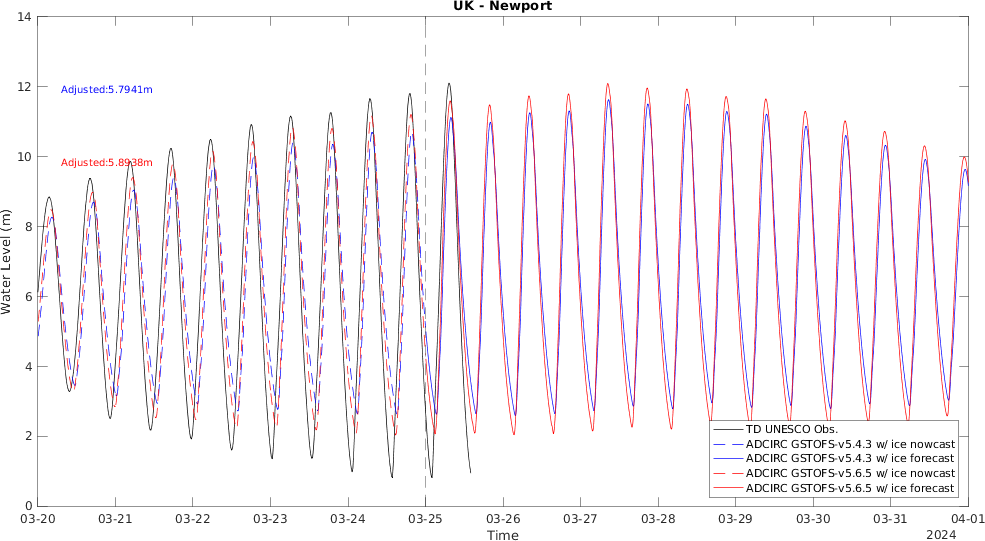 UK - Newport
14
12
10
8
6
4
2
0
Water Level (m)
Adjusted:5.7941m
Adjusted:5.8938m
TD UNESCO Obs.
ADCIRC GSTOFS-v5.4.3 w/ ice nowcast
ADCIRC GSTOFS-v5.4.3 w/ ice forecast
ADCIRC GSTOFS-v5.6.5 w/ ice nowcast
ADCIRC GSTOFS-v5.6.5 w/ ice forecast
03-20 03-21 03-22 03-23 03-24 03-25 03-26 03-27 03-28 03-29 03-30 03-31 04-01
Time
2024